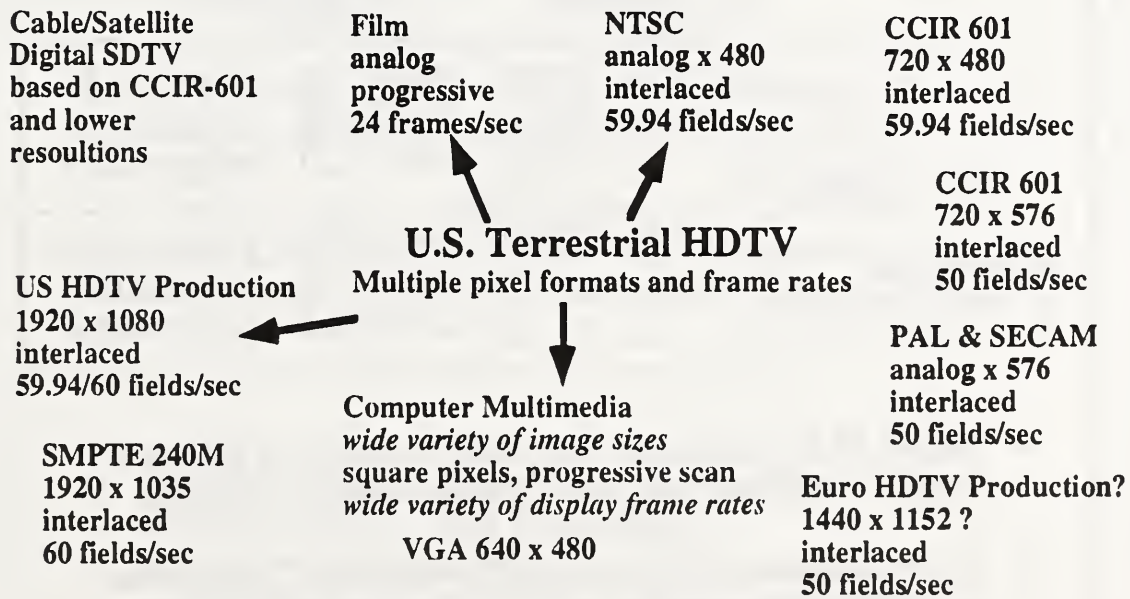 Cable/Satellite
Digital SDTV
based on CCIR-601
and lower
resoultions
Film
analog
progressive
24 frames/sec
NTSC
analog x 480
interlaced
59.94 fields/sec
CCIR 601
720 x 480
interlaced
59.94 fields/sec
CCIR 601
720 x 576
interlaced
50 fields/sec
U.S. Terrestrial HDTV
Multiple pixel formats and frame rates
US HDTV Production
1920 x 1080
interlaced
59.94/60 fields/sec
PAL & SECAM
analog x 576
interlaced
50 fields/sec
Computer Multimedia
wide variety of image sizes
square pixels, progressive scan
wide variety of display frame rates
VGA 640 x 480
SMPTE 240M
1920 x 1035
interlaced
60 fields/sec
Euro HDTV Production?
1440 x 1152 ?
interlaced
50 fields/sec